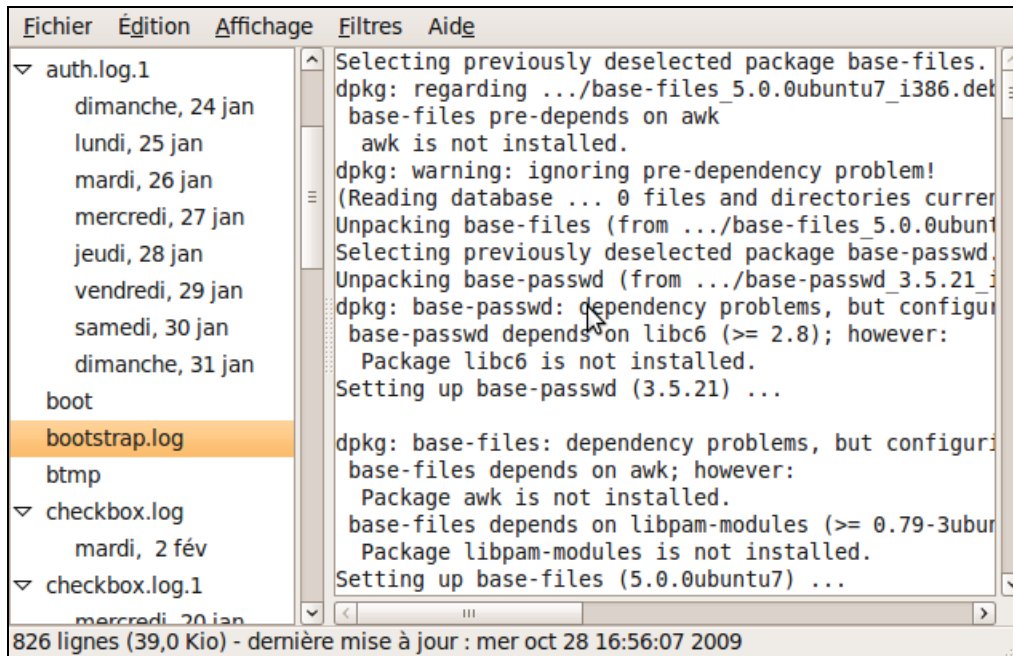 Fichier Édition Affichage Filtres Aide
auth.log.1
dimanche, 24 jan
lundi, 25 jan
mardi, 26 jan
mercredi, 27 jan
jeudi, 28 jan
vendredi, 29 jan
samedi, 30 jan
dimanche, 31 jan
boot
bootstrap.log
btmp
checkbox.log
mardi,  2 fév
checkbox.log.1
mercredi, 20 jan
Selecting previously deselected package base-files.
dpkg: regarding .../base-files_5.0.0ubuntu7_i386.deb
base-files pre-depends on awk
awk is not installed.
dpkg: warning: ignoring pre-dependency problem!
(Reading database ... 0 files and directories curren
Unpacking base-files (from .../base-files_5.0.0ubunt
Selecting previously deselected package base-passwd.
Unpacking base-passwd (from .../base-passwd_3.5.21_i
dpkg: base-passwd: dependency problems, but configur
base-passwd depends on libc6 (>= 2.8); however:
Package libc6 is not installed.
Setting up base-passwd (3.5.21) ...
dpkg: base-files: dependency problems, but configuri
base-files depends on awk; however:
Package awk is not installed.
base-files depends on libpam-modules (>= 0.79-3ubun
Package libpam-modules is not installed.
Setting up base-files (5.0.0ubuntu7) ...
826 lignes (39,0 Kio) - dernière mise à jour : mer oct 28 16:56:07 2009